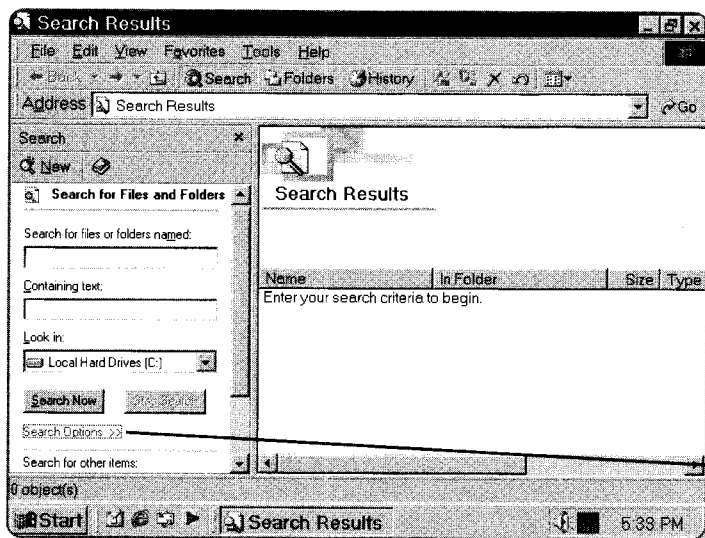 Search Results
File Edit View Favorites Tools Help
Back Search Folders History
Address Search Results Go
Search
New
Search for Files and Folders
Search Results
Search for files or folders named:
Containing text:
Look in:
Local Hard Drives (C:)
Search Now Stop Search
Search Options >>
Search for other items:
Name In Folder Size Type
Enter your search criteria to begin.
0 object(s)
Start Search Results 5:33 PM